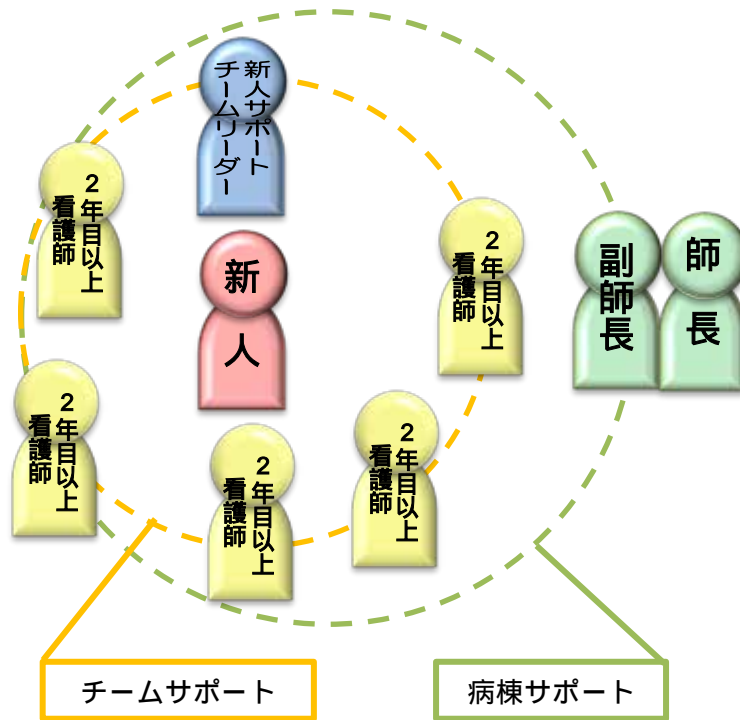 新人サポート
チームリーダー
2年目以上
看護師
2年目以上
看護師
新人
副師長
師長
2年目以上
看護師
2年目以上
看護師
2年目以上
看護師
チームサポート
病棟サポート